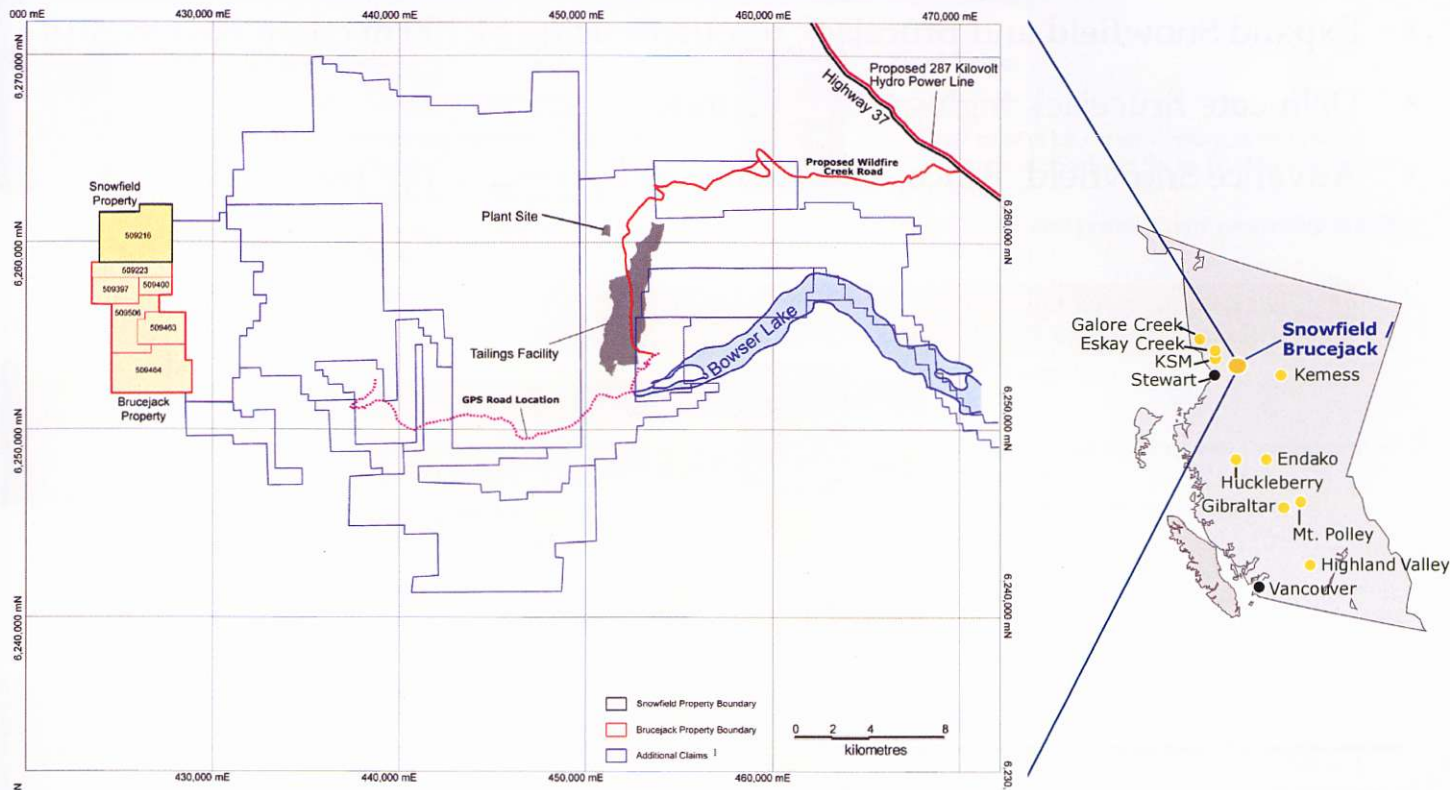 000 mE
430,000 mE
440,000 mE
450,000 mE
460,000 mE
470,000 mE
6,270,000 mN
6,260,000 mN
6,250,000 mN
6,240,000 mN
N
Highway 37
Proposed 287 Kilovolt
Hydro Power Line
Proposed Wildfire
Creek Road
Snowfield
Property
509216
509223
509397
509400
509506
509463
509464
Brucejack
Property
Plant Site
Tailings Facility
Bowser Lake
GPS Road Location
6,260,000 mN
6,250,000 mN
6,240,000 mN
6,230,
Snowfield Property Boundary
Brucejack Property Boundary
Additional Claims 1
0 2 4 8
kilometres
430,000 mE
440,000 mE
450,000 mE
460,000 mE
Galore Creek
Eskay Creek
KSM
Stewart
Snowfield /
Brucejack
Kemess
Endako
Huckleberry
Gibraltar
Mt. Polley
Highland Valley
Vancouver